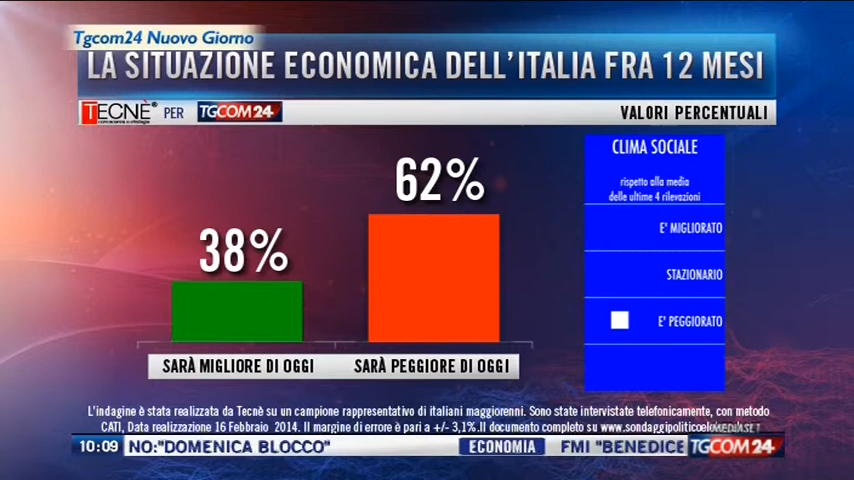 Tgcom24 Nuovo Giorno
LA SITUAZIONE ECONOMICA DELL'ITALIA FRA 12 MESI
TECNÈ® PER TGCOM24
VALORI PERCENTUALI
38%
62%
SARÀ MIGLIORE DI OGGI
SARÀ PEGGIORE DI OGGI
CLIMA SOCIALE
rispetto alla media
delle ultime 4 rilevazioni
E' MIGLIORATO
STAZIONARIO
E' PEGGIORATO
L'indagine è stata realizzata da Tecnè su un campione rappresentativo di italiani maggiorenni. Sono state intervistate telefonicamente, con metodo
CATI, Data realizzazione 16 Febbraio 2014. Il margine di errore è pari a +/- 3,1%.Il documento completo su www.sondaggipoliticoele
MEDIASET
10:09 NO:"DOMENICA BLOCCO" ECONOMIA FMI "BENEDICE TGCOM24